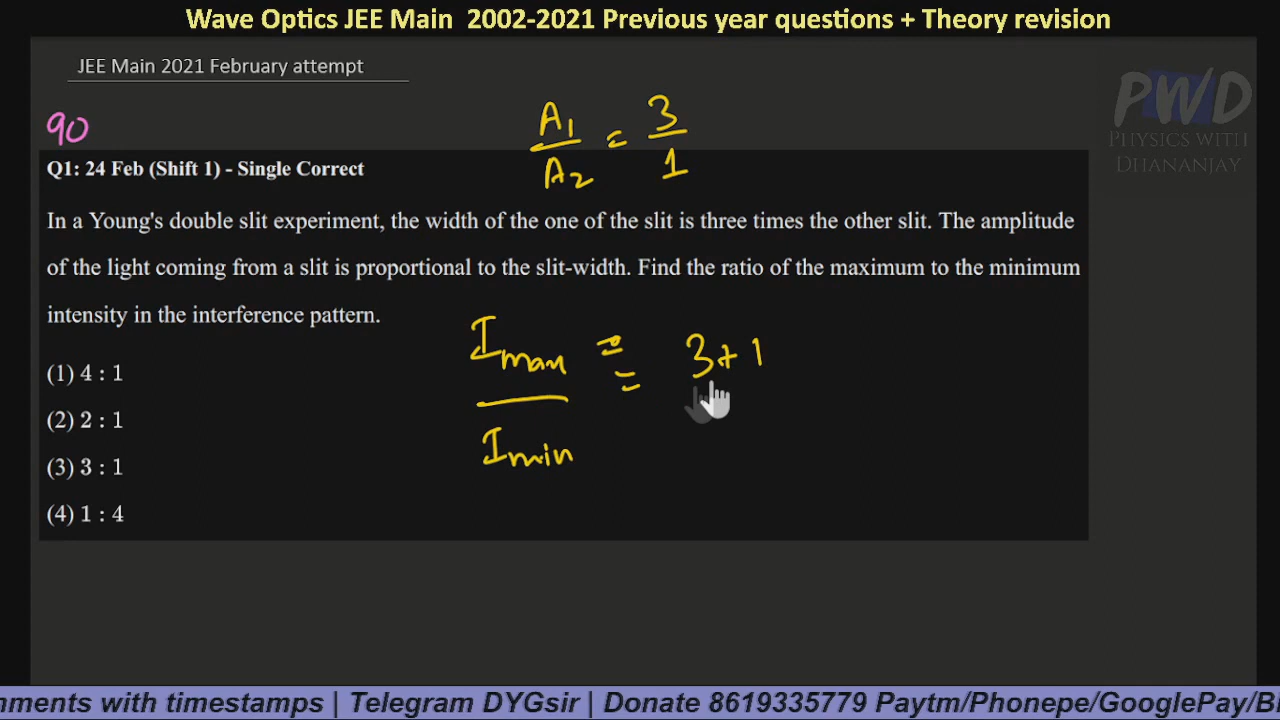 Wave Optics JEE Main 2002-2021 Previous year questions + Theory revision
JEE Main 2021 February attempt
PWD
PHYSICS WITH
DHANANJAY
90
A1/A2 = 3/1
Q1: 24 Feb (Shift 1) - Single Correct
In a Young's double slit experiment, the width of the one of the slit is three times the other slit. The amplitude
of the light coming from a slit is proportional to the slit-width. Find the ratio of the maximum to the minimum
intensity in the interference pattern.
Imax/Imin = = 3+1
(1) 4 : 1
(2) 2 : 1
(3) 3 : 1
(4) 1 : 4
mments with timestamps | Telegram DYGsir | Donate 8619335779 Paytm/Phonepe/GooglePay/B